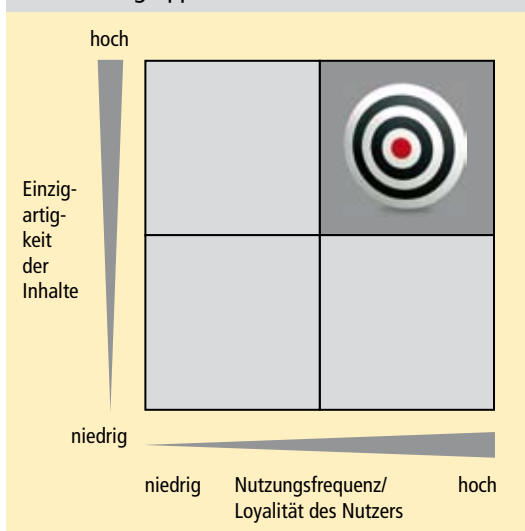 hoch
Einzig-
artig-
keit
der
Inhalte
niedrig
niedrig Nutzungsfrequenz/ hoch
Loyalität des Nutzers